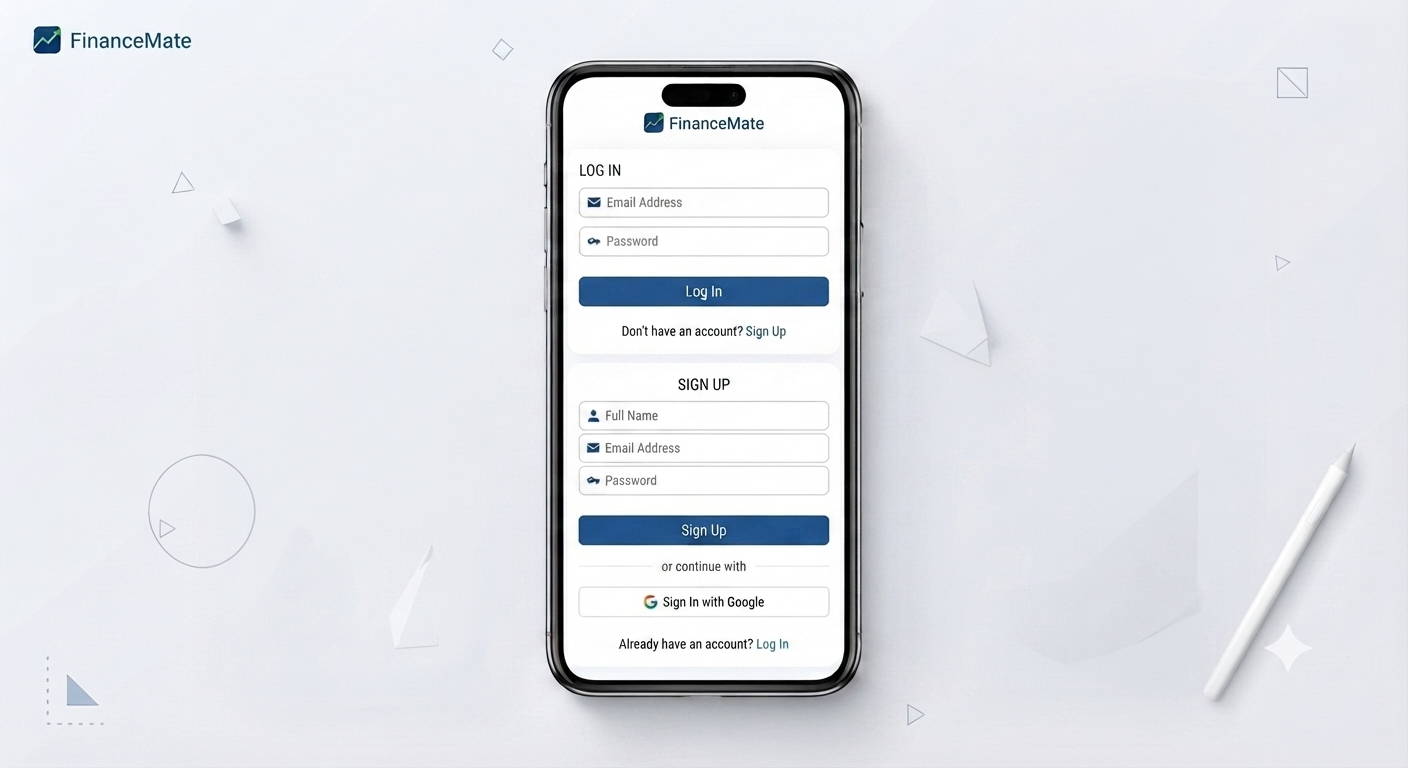 FinanceMate
FinanceMate
LOG IN
Email Address
Password
Log In
Don't have an account? Sign Up
SIGN UP
Full Name
Email Address
Password
Sign Up
or continue with
Sign In with Google
Already have an account? Log In